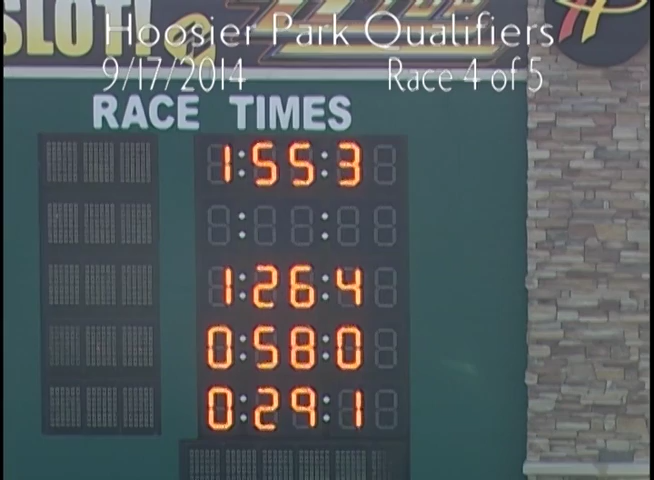 SLOT!
Hoosier Park Qualifiers
9/17/2014 Race 4 of 5
RACE TIMES
1:55:3
1:26:4
0:58:0
0:29:1